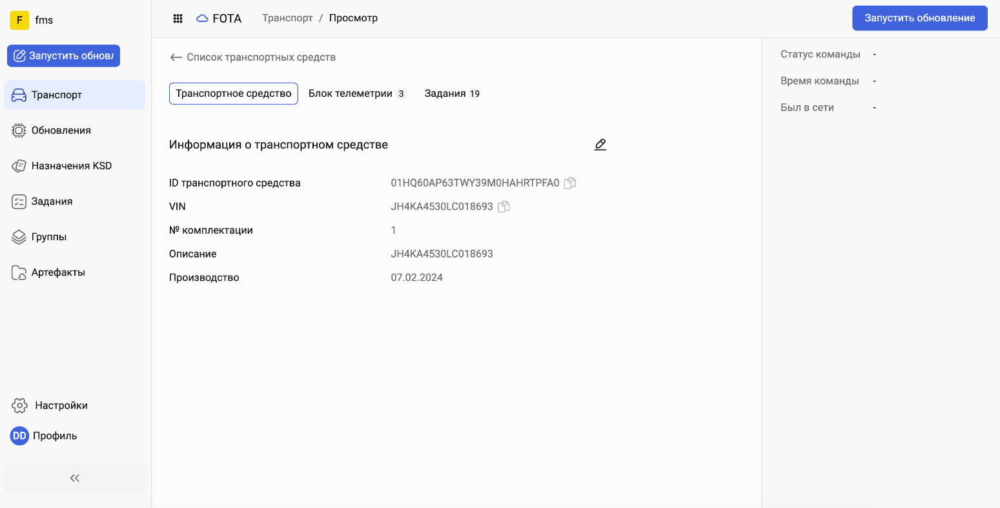 F fms
Запустить обновл
Транспорт
Обновления
Назначения KSD
Задания
Группы
Артефакты
Настройки
DD Профиль
FOTA Транспорт / Просмотр
Запустить обновление
Список транспортных средств
Транспортное средство Блок телеметрии 3 Задания 19
Информация о транспортном средстве
ID транспортного средства 01HQ60AP63TWY39M0HAHRTPFA0
VIN JH4KA4530LC018693
№ комплектации 1
Описание JH4KA4530LC018693
Производство 07.02.2024
Статус команды -
Время команды -
Был в сети -